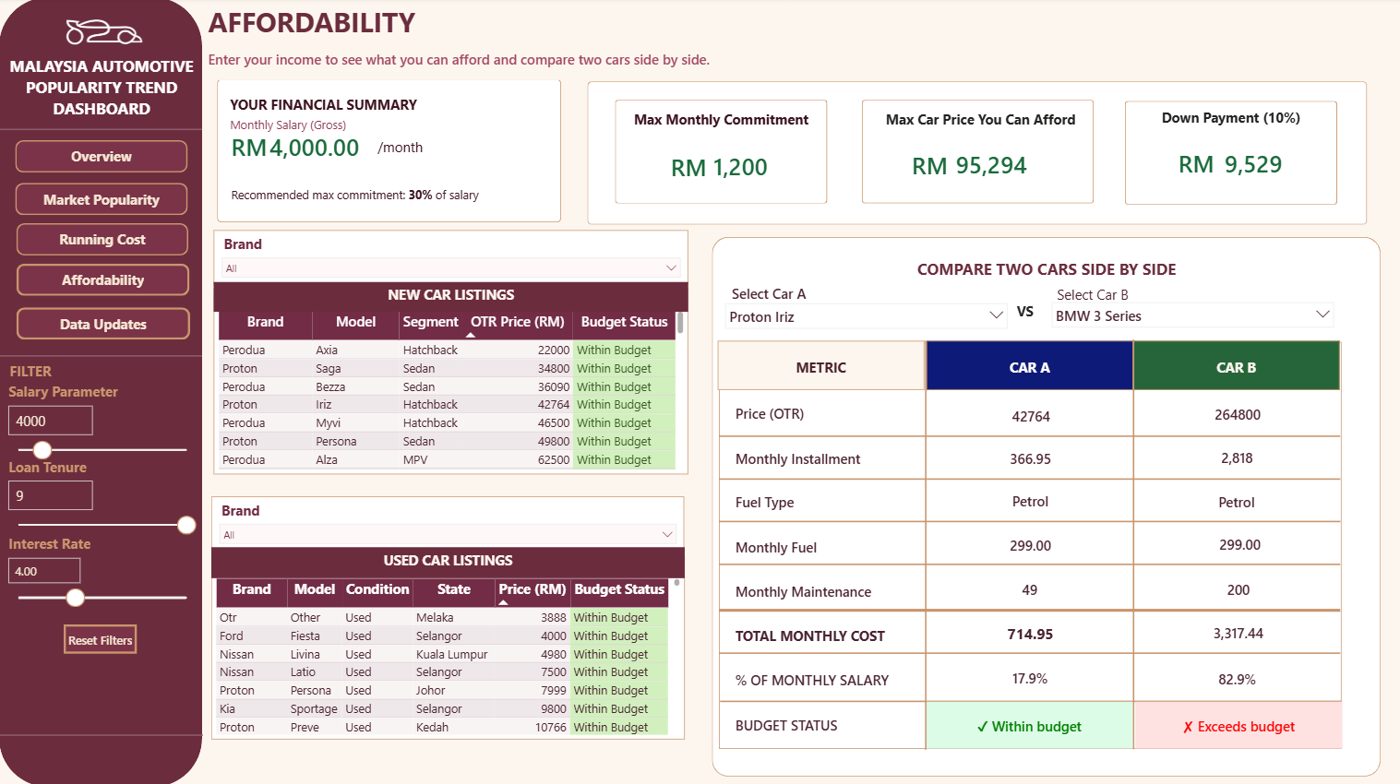 MALAYSIA AUTOMOTIVE
POPULARITY TREND
DASHBOARD
Overview
Market Popularity
Running Cost
Affordability
Data Updates
FILTER
Salary Parameter
4000
Loan Tenure
9
Interest Rate
4.00
Reset Filters
AFFORDABILITY
Enter your income to see what you can afford and compare two cars side by side.
YOUR FINANCIAL SUMMARY
Monthly Salary (Gross)
RM 4,000.00 /month
Recommended max commitment: 30% of salary
Max Monthly Commitment
RM 1,200
Max Car Price You Can Afford
RM 95,294
Down Payment (10%)
RM 9,529
Brand
All
NEW CAR LISTINGS
Brand Model Segment OTR Price (RM) Budget Status
Perodua Axia Hatchback 22000 Within Budget
Proton Saga Sedan 34800 Within Budget
Perodua Bezza Sedan 36090 Within Budget
Proton Iriz Hatchback 42764 Within Budget
Perodua Myvi Hatchback 46500 Within Budget
Proton Persona Sedan 49800 Within Budget
Perodua Alza MPV 62500 Within Budget
Brand
All
USED CAR LISTINGS
Brand Model Condition State Price (RM) Budget Status
Otr Other Used Melaka 3888 Within Budget
Ford Fiesta Used Selangor 4000 Within Budget
Nissan Livina Used Kuala Lumpur 4980 Within Budget
Nissan Latio Used Selangor 7500 Within Budget
Proton Persona Used Johor 7999 Within Budget
Kia Sportage Used Selangor 9800 Within Budget
Proton Preve Used Kedah 10766 Within Budget
COMPARE TWO CARS SIDE BY SIDE
Select Car A
Proton Iriz
VS
Select Car B
BMW 3 Series
METRIC CAR A CAR B
Price (OTR) 42764 264800
Monthly Installment 366.95 2,818
Fuel Type Petrol Petrol
Monthly Fuel 299.00 299.00
Monthly Maintenance 49 200
TOTAL MONTHLY COST 714.95 3,317.44
% OF MONTHLY SALARY 17.9% 82.9%
BUDGET STATUS ✓ Within budget ✗ Exceeds budget